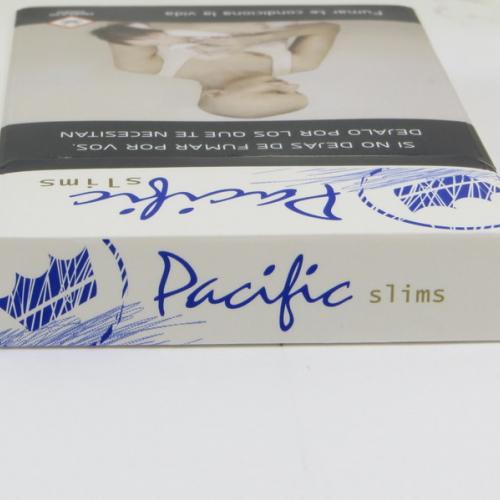 Fumar te condiciona la vida
SI NO DEJAS DE FUMAR POR VOS,
DEJALO POR LOS QUE TE NECESITAN
Pacific slims
Pacific slims